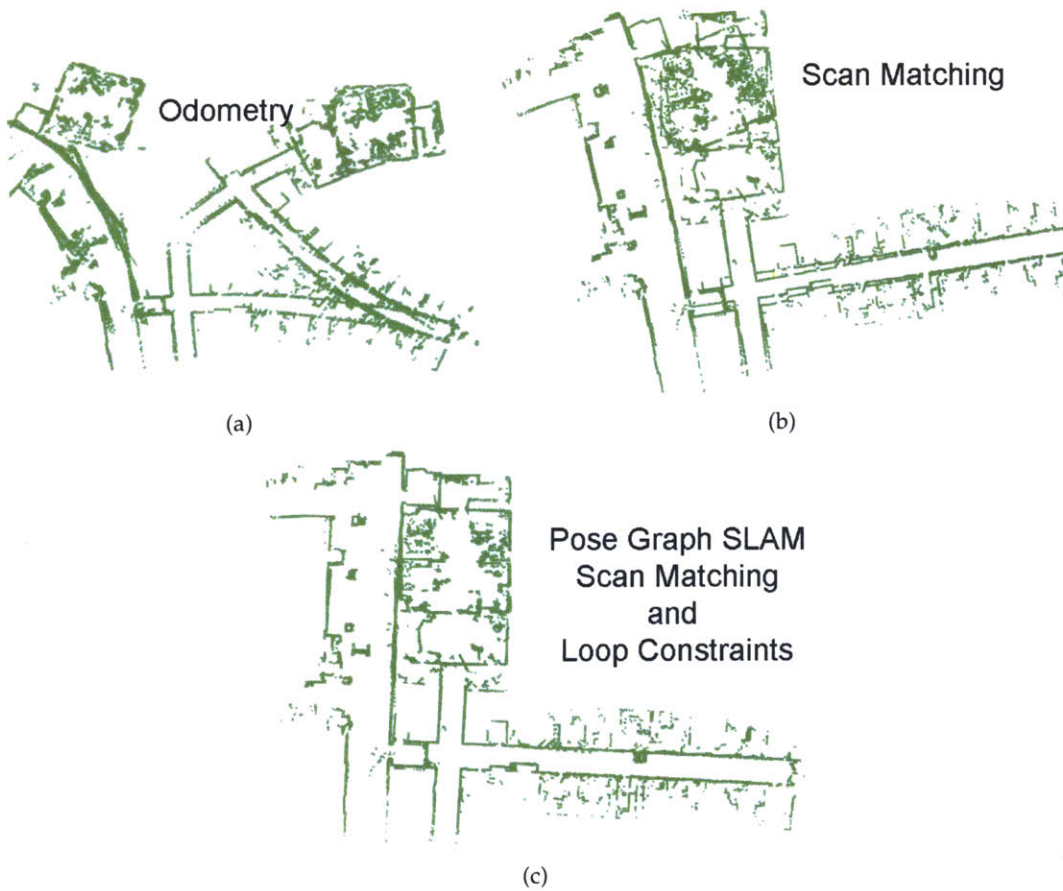 Odometry
Scan Matching
(a)
(b)
Pose Graph SLAM
Scan Matching
and
Loop Constraints
(c)